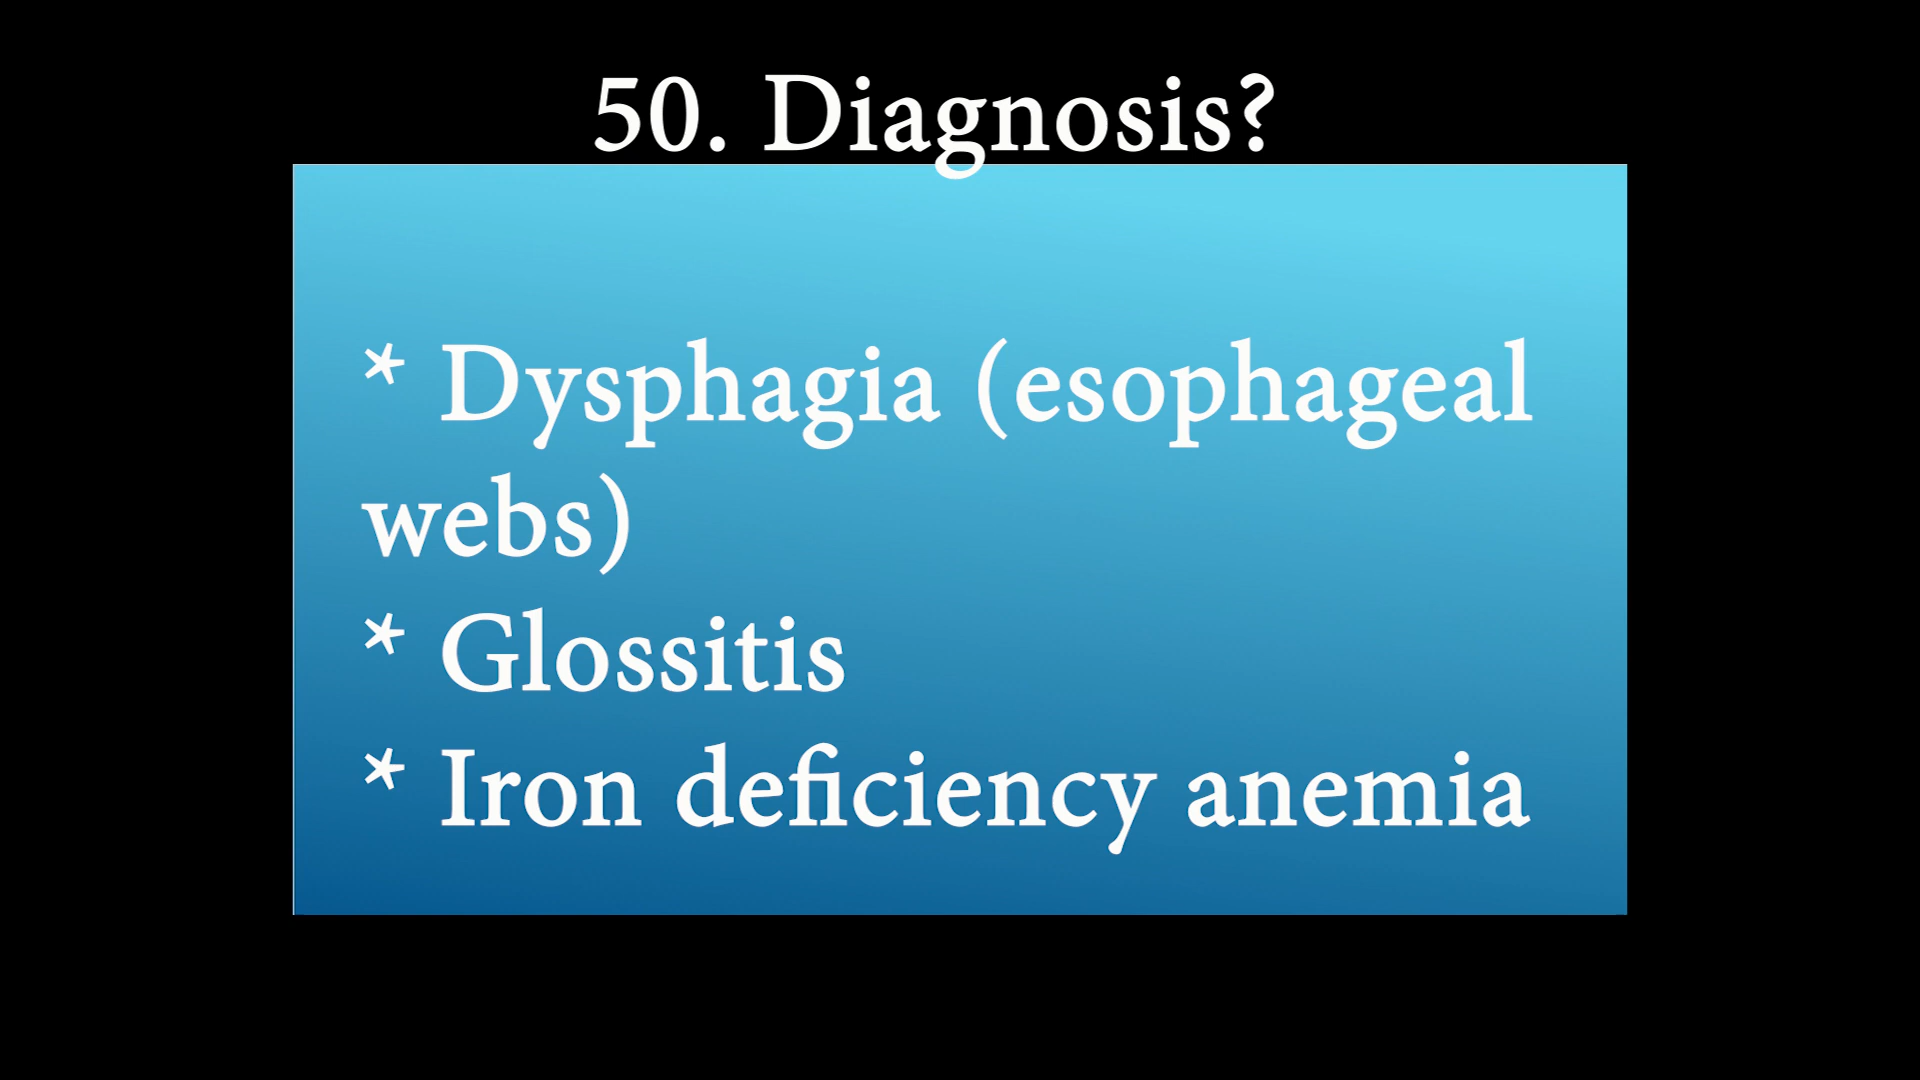 50. Diagnosis?
* Dysphagia (esophageal
webs)
* Glossitis
* Iron deficiency anemia